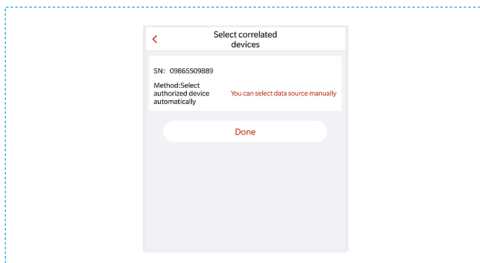 Select correlated
devices
SN: 09865509889
Method:Select
authorized device
automatically
You can select data source manually
Done